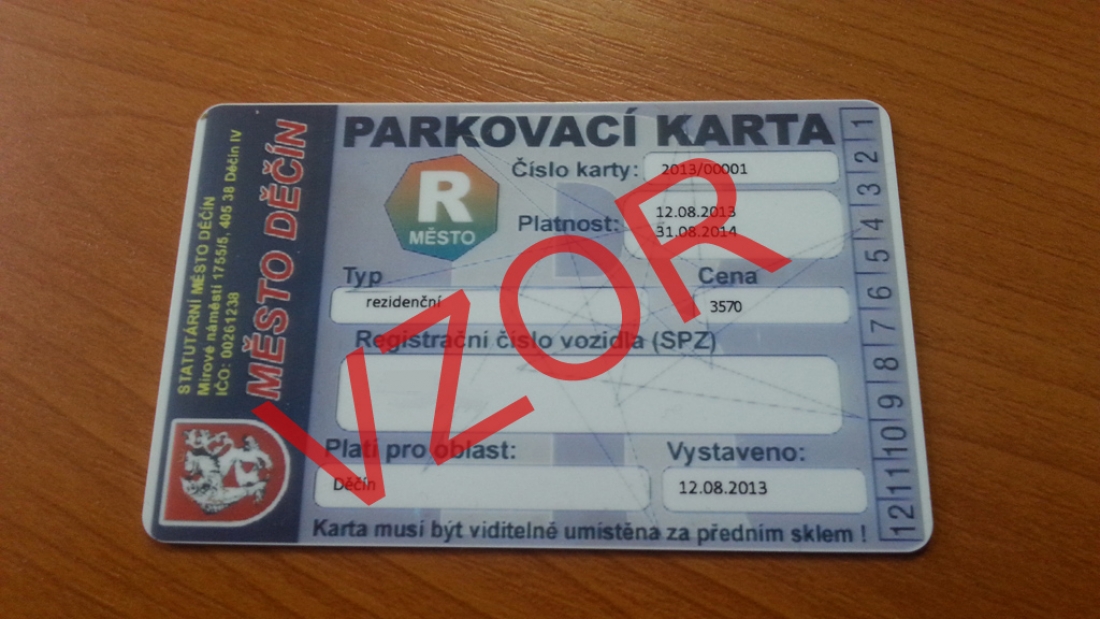 STATUTÁRNÍ MĚSTO DĚČÍN
Mírové náměstí 1755/5, 405 38 Děčín IV
IČO: 00261238
MĚSTO DĚČÍN
PARKOVACÍ KARTA
R
MĚSTO
Číslo karty: 2013/00001
Platnost: 12.08.2013
31.08.2014
Typ
rezidenční
Cena
3570
Registrační číslo vozidla (SPZ)
Platí pro oblast:
Děčín
Vystaveno:
12.08.2013
Karta musí být viditelně umístěna za předním sklem !
1 2 3 4 5 6 7 8 9 10 11 12
VZOR